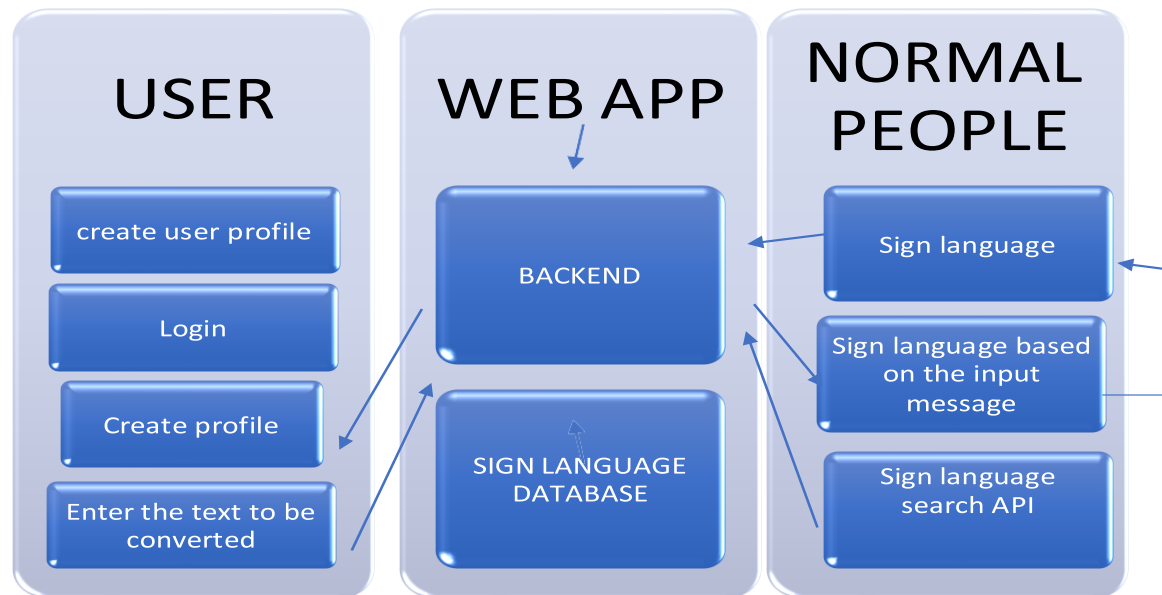 USER
create user profile
Login
Create profile
Enter the text to be
converted
WEB APP
BACKEND
SIGN LANGUAGE
DATABASE
NORMAL
PEOPLE
Sign language
Sign language based
on the input
message
Sign language
search API